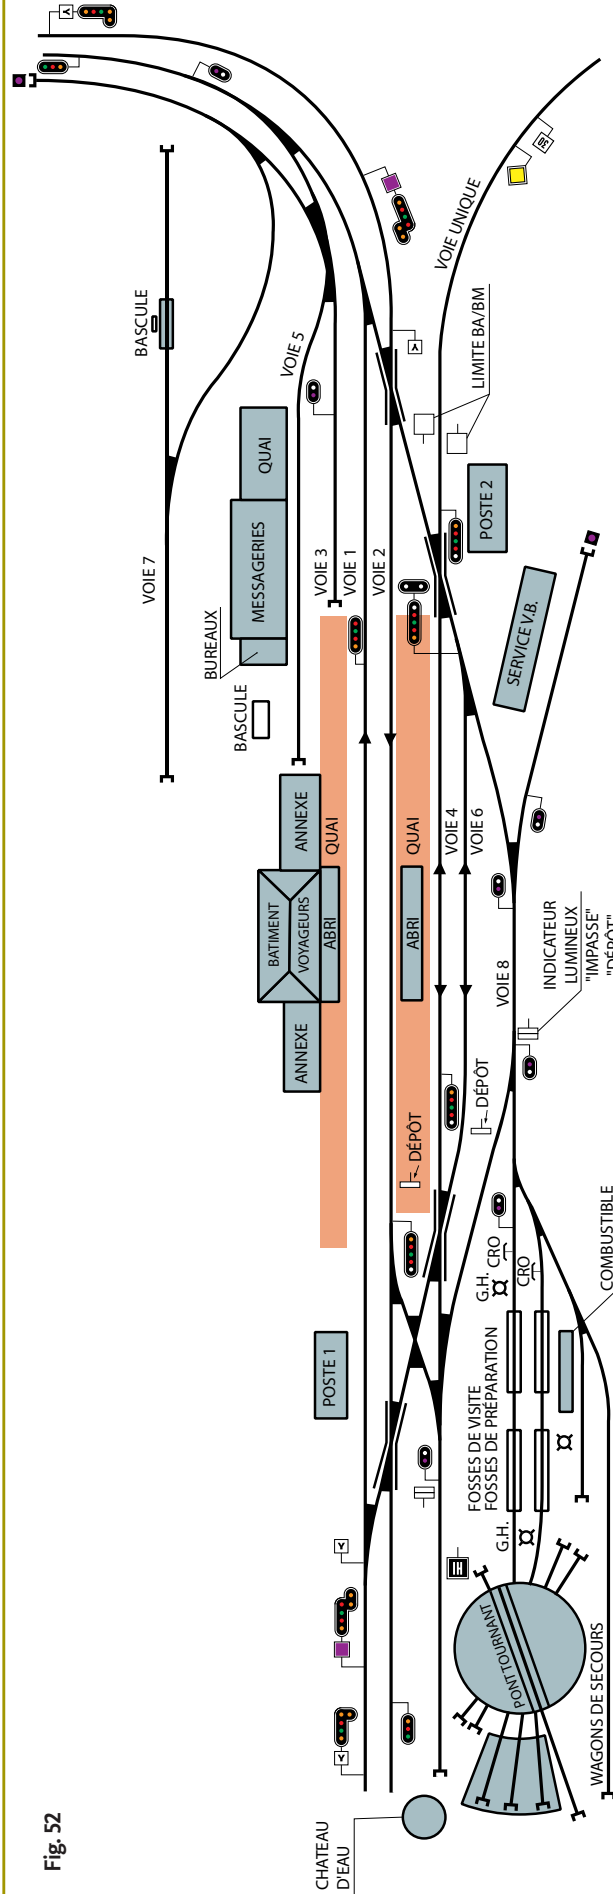 Fig. 52
VOIE 7
BASCULE
BUREAUX
MESSAGERIES
QUAI
BASCULE
VOIE 5
VOIE 3
VOIE 1
VOIE 2
ANNEXE
BATIMENT
VOYAGEURS
ANNEXE
QUAI
ABRI
QUAI
ABRI
DÉPÔT
VOIE 4
VOIE 6
DÉPÔT
VOIE 8
VOIE UNIQUE
LIMITE BA/BM
POSTE 2
SERVICE V.B.
INDICATEUR
LUMINEUX
"IMPASSE"
"DÉPÔT"
POSTE 1
Y
Y
Y
Y
SG
FOSSES DE VISITE
FOSSES DE PRÉPARATION
G.H.
CRO
CRO
G.H.
COMBUSTIBLE
PONT TOURNANT
WAGONS DE SECOURS
CHATEAU
D'EAU